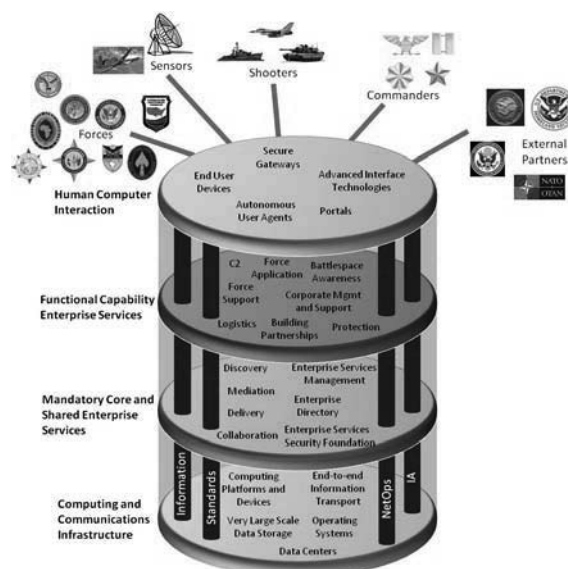 Sensors
Shooters
Commanders
Forces
External
Partners
NATO
OTAN
Human Computer
Interaction
Secure
Gateways
End User
Devices
Advanced Interface
Technologies
Autonomous
User Agents
Portals
Functional Capability
Enterprise Services
C2
Force
Application
Battlespace
Awareness
Force
Support
Corporate Mgmt
and Support
Logistics
Building
Partnerships
Protection
Mandatory Core and
Shared Enterprise
Services
Discovery
Enterprise Services
Management
Mediation
Enterprise
Directory
Delivery
Collaboration
Enterprise Services
Security Foundation
Computing and
Communications
Infrastructure
Information
Standards
NetOps
IA
Computing
Platforms and
Devices
End-to-end
Information
Transport
Very Large Scale
Data Storage
Operating
Systems
Data Centers